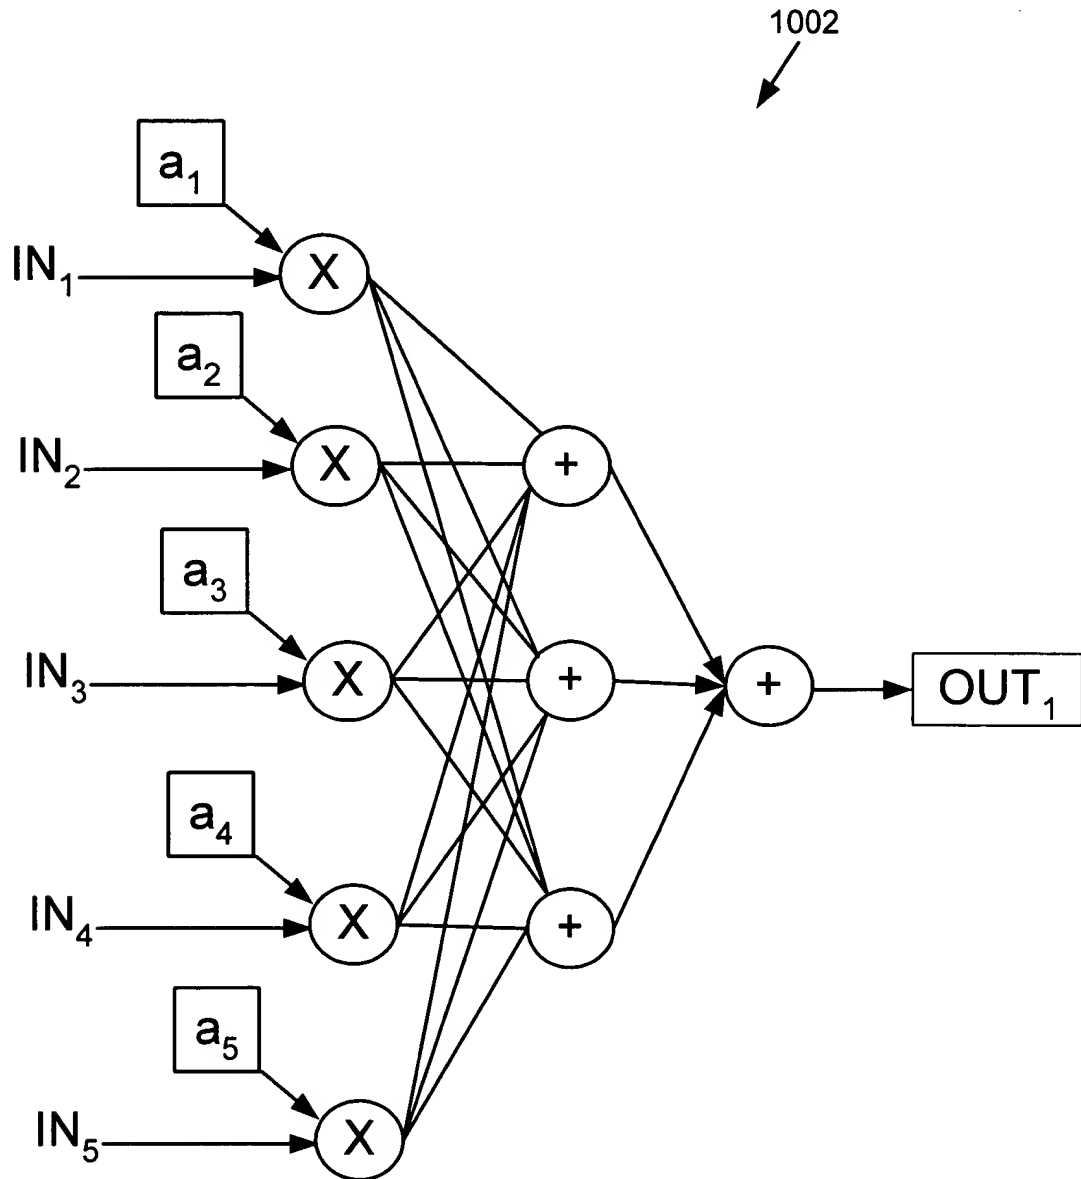 1002
a1
IN1
X
a2
IN2
X
+
a3
IN3
X
+
+
OUT1
a4
IN4
X
+
a5
IN5
X